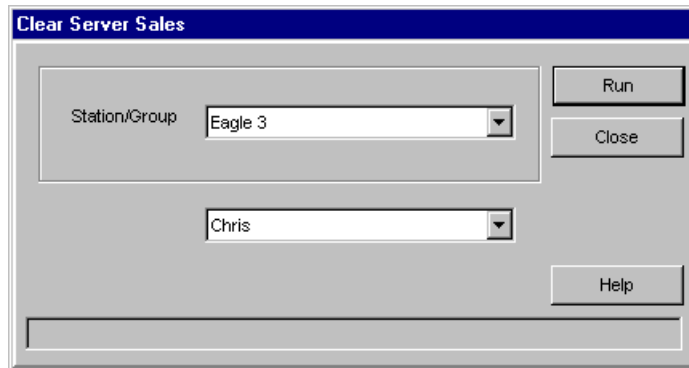 Clear Server Sales
Run
Station/Group Eagle 3
Close
Chris
Help